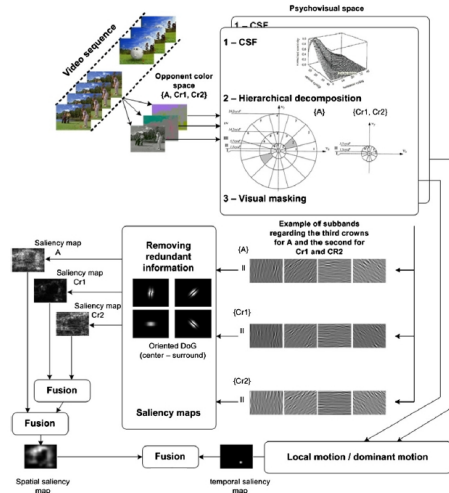 Psychovisual space
Video sequence
Opponent color
space
{A, Cr1, Cr2}
1 – CSF
2 – Hierarchical decomposition
{A}
{Cr1, Cr2}
3 – Visual masking
Example of subbands
regarding the third crowns
for A and the second for
Cr1 and CR2
Saliency map
A
Saliency map
Cr1
Saliency map
Cr2
Removing
redundant
information
Oriented DoG
(center – surround)
Saliency maps
{A}
II
{Cr1}
II
{Cr2}
II
Fusion
Fusion
Fusion
Local motion / dominant motion
Spatial saliency
map
temporal saliency
map